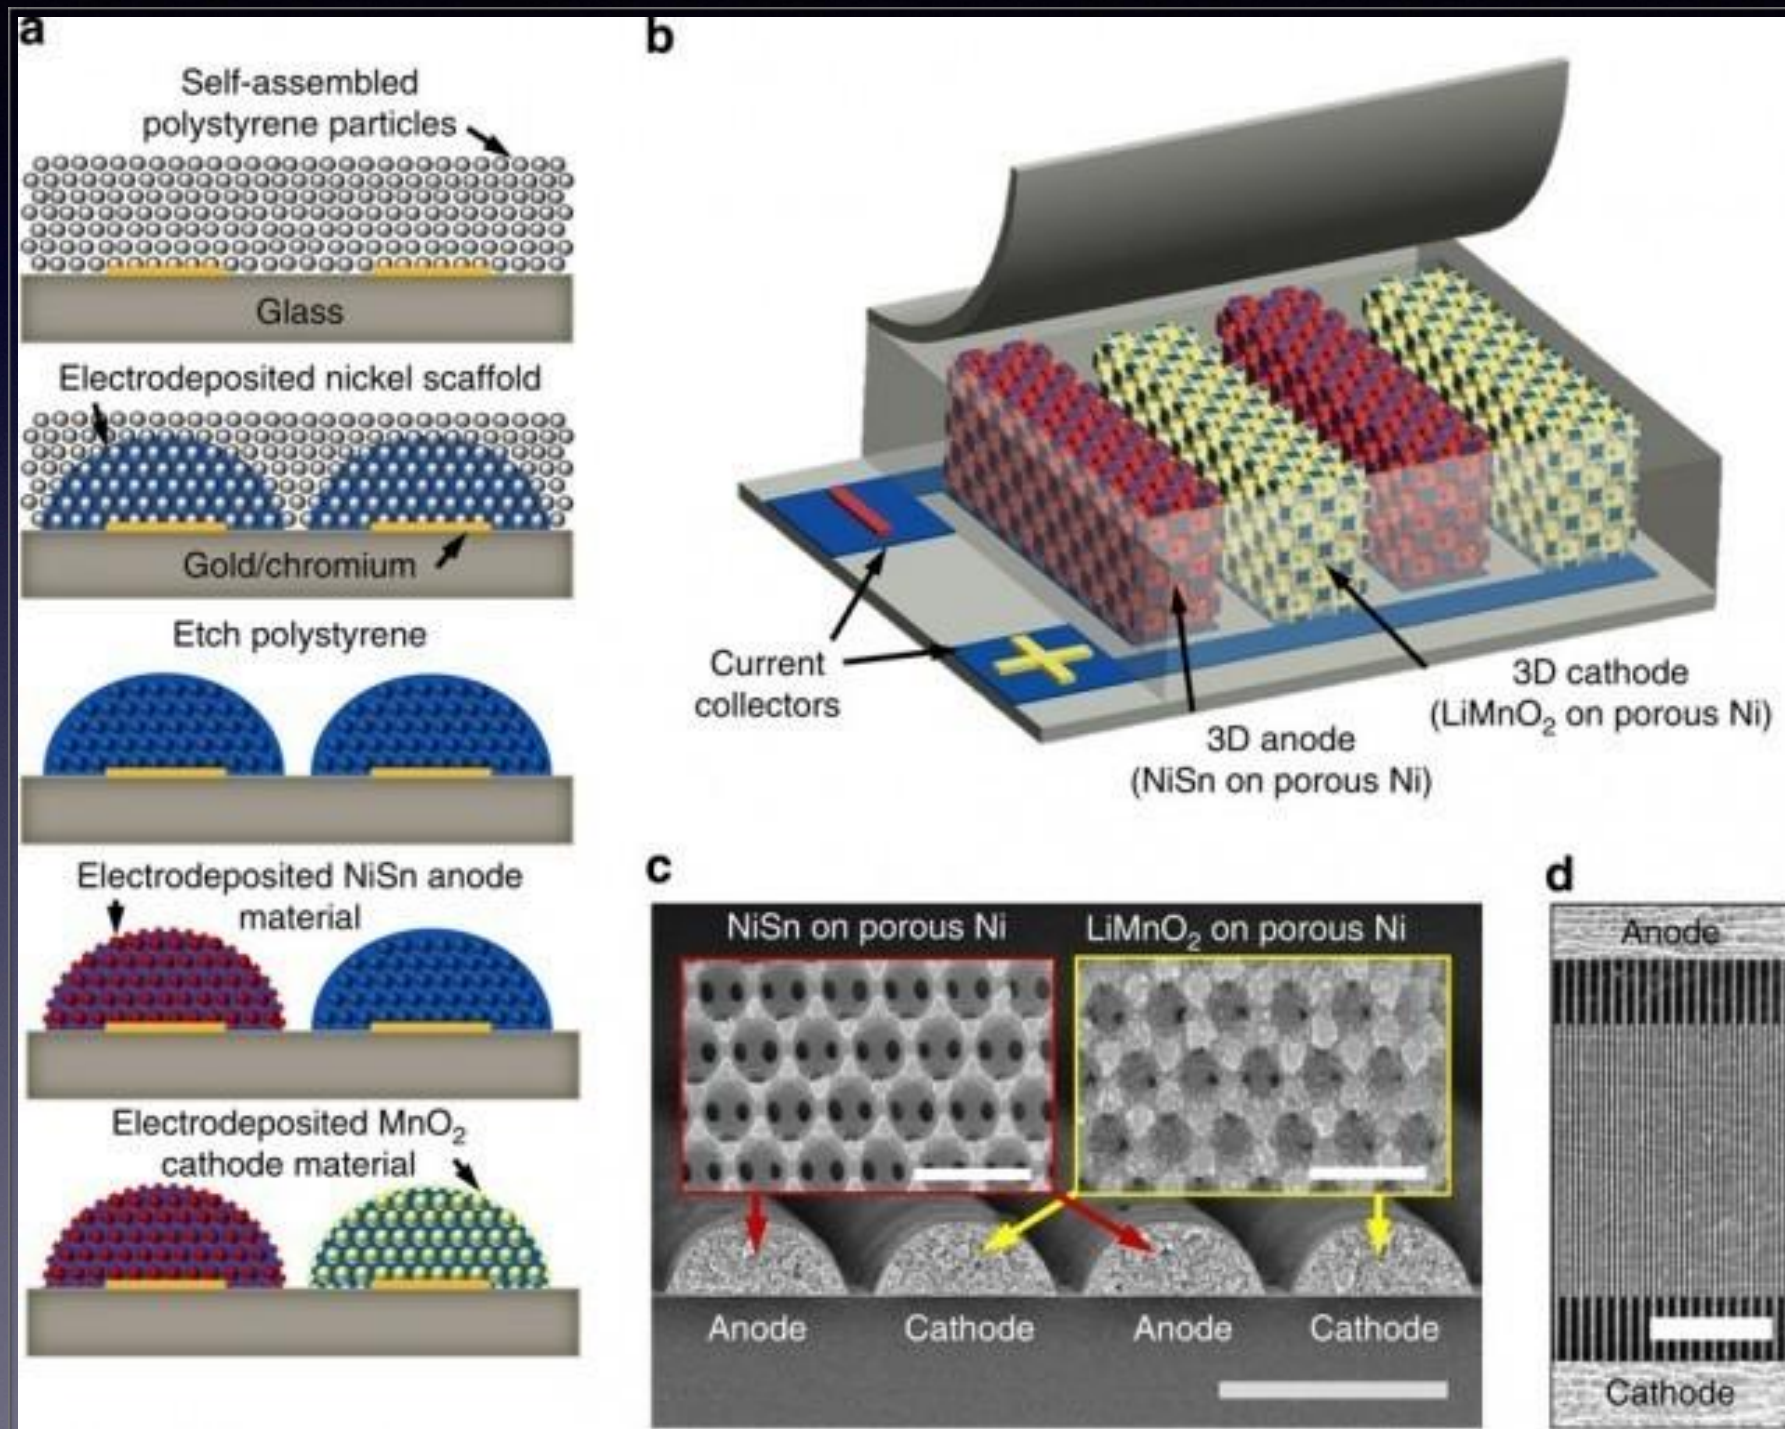 a
Self-assembled
polystyrene particles
Glass
Electrodeposited nickel scaffold
Gold/chromium
Etch polystyrene
Electrodeposited NiSn anode
material
Electrodeposited MnO₂
cathode material
b
Current
collectors
3D anode
(NiSn on porous Ni)
3D cathode
(LiMnO₂ on porous Ni)
c
NiSn on porous Ni
LiMnO₂ on porous Ni
Anode
Cathode
Anode
Cathode
d
Anode
Cathode